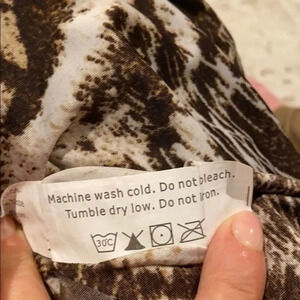 Machine wash cold. Do not bleach.
Tumble dry low. Do not iron.
30C